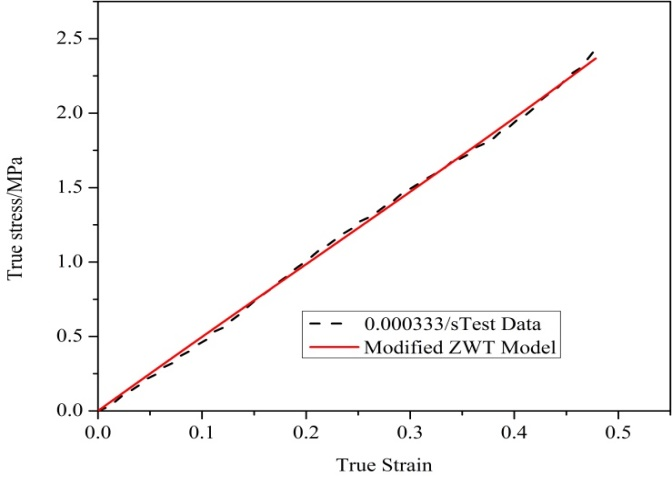 2.5
2.0
1.5
1.0
0.5
0.0
True stress/MPa
0.000333/sTest Data
Modified ZWT Model
0.0 0.1 0.2 0.3 0.4 0.5
True Strain